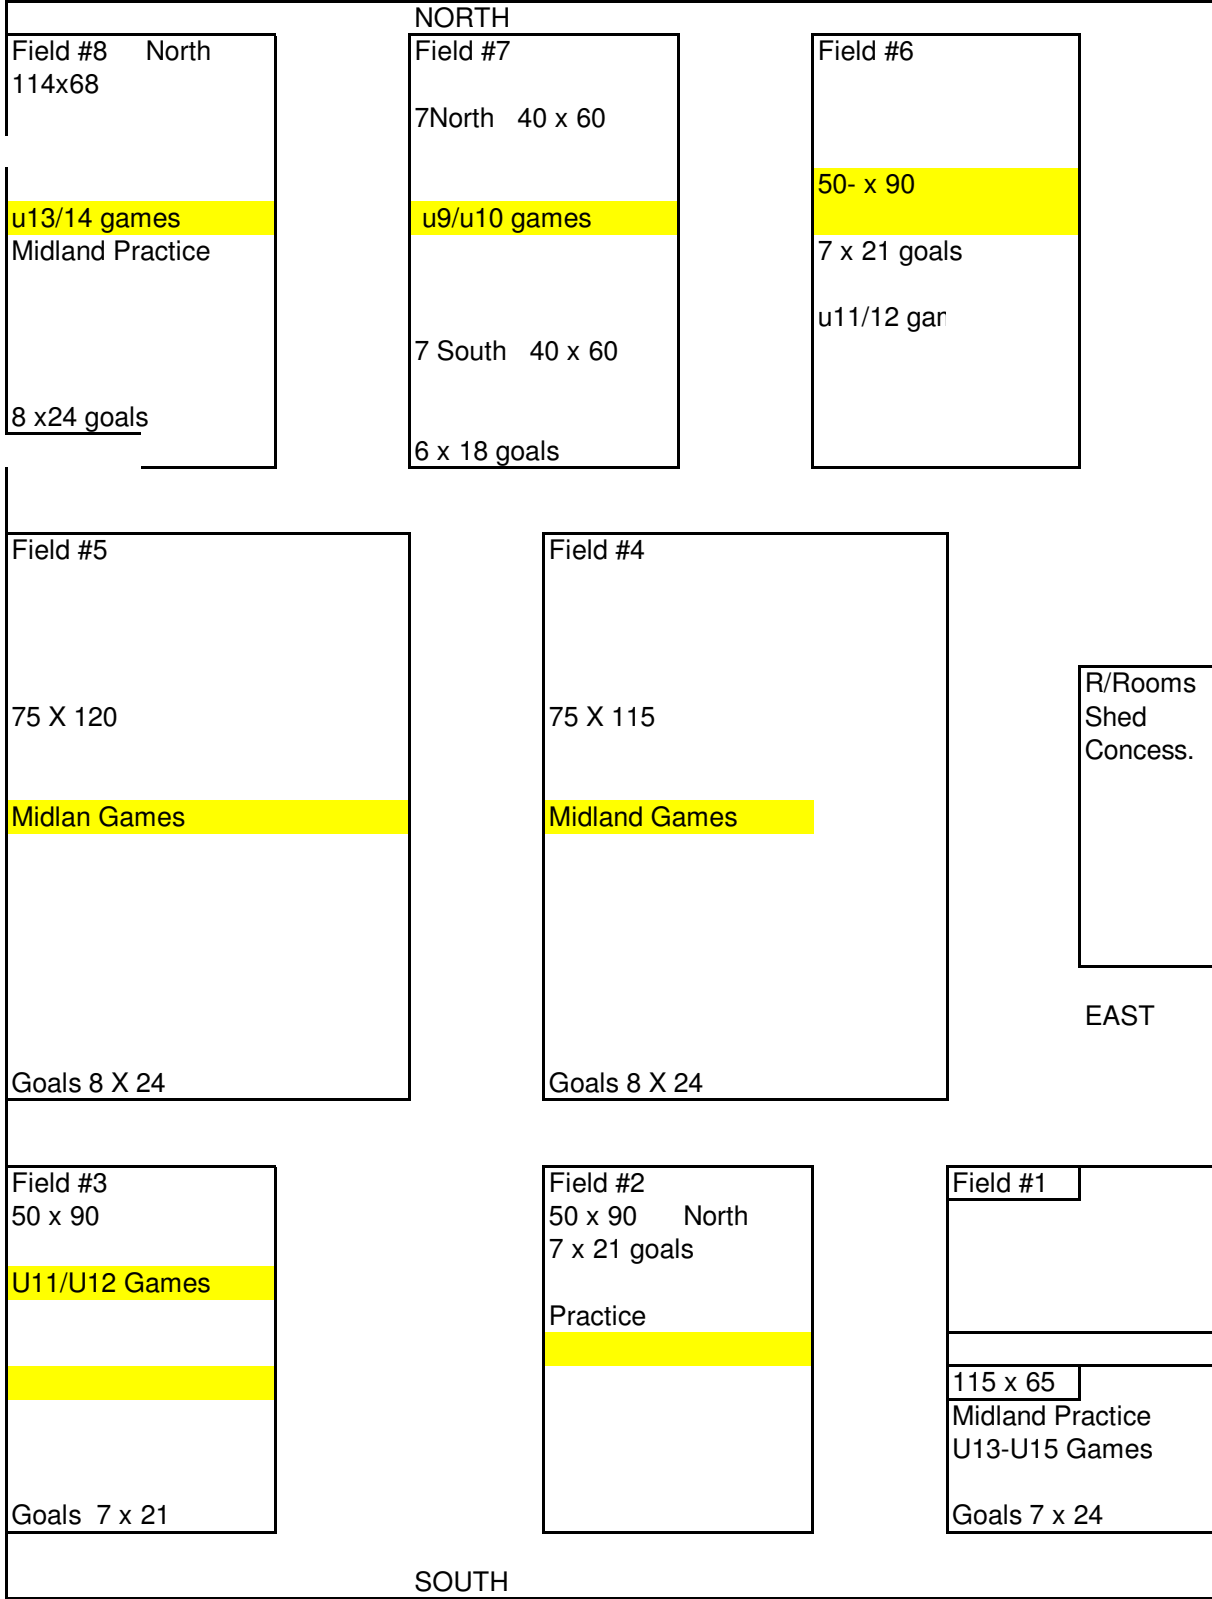 NORTH
Field #8 North
114x68
u13/14 games
Midland Practice
8 x24 goals
Field #7
7North 40 x 60
u9/u10 games
7 South 40 x 60
6 x 18 goals
Field #6
50- x 90
7 x 21 goals
u11/12 gar
Field #5
75 X 120
Midlan Games
Goals 8 X 24
Field #4
75 X 115
Midland Games
Goals 8 X 24
R/Rooms
Shed
Concess.
EAST
Field #3
50 x 90
U11/U12 Games
Goals 7 x 21
Field #2
50 x 90 North
7 x 21 goals
Practice
Field #1
115 x 65
Midland Practice
U13-U15 Games
Goals 7 x 24
SOUTH